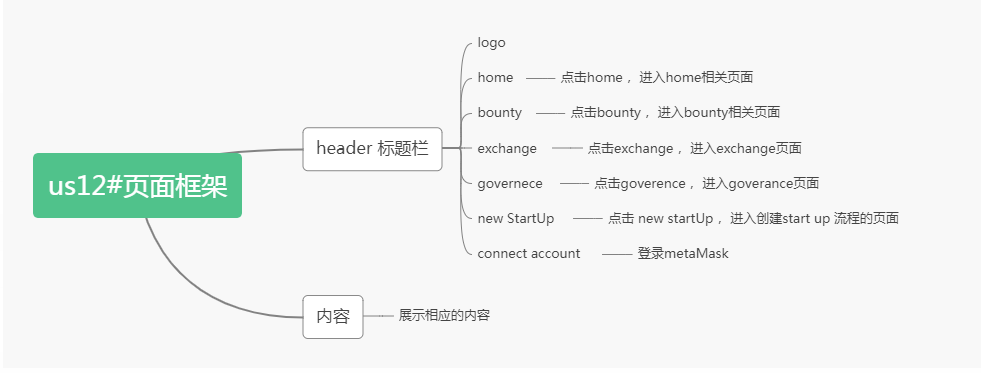 us12#页面框架
header 标题栏
logo
home
点击home ，进入home相关页面
bounty
点击bounty ，进入bounty相关页面
exchange
点击exchange ，进入exchange页面
governece
点击goverence ，进入goverance页面
new StartUp
点击 new startUp ，进入创建start up 流程的页面
connect account
登录metaMask
内容
展示相应的内容